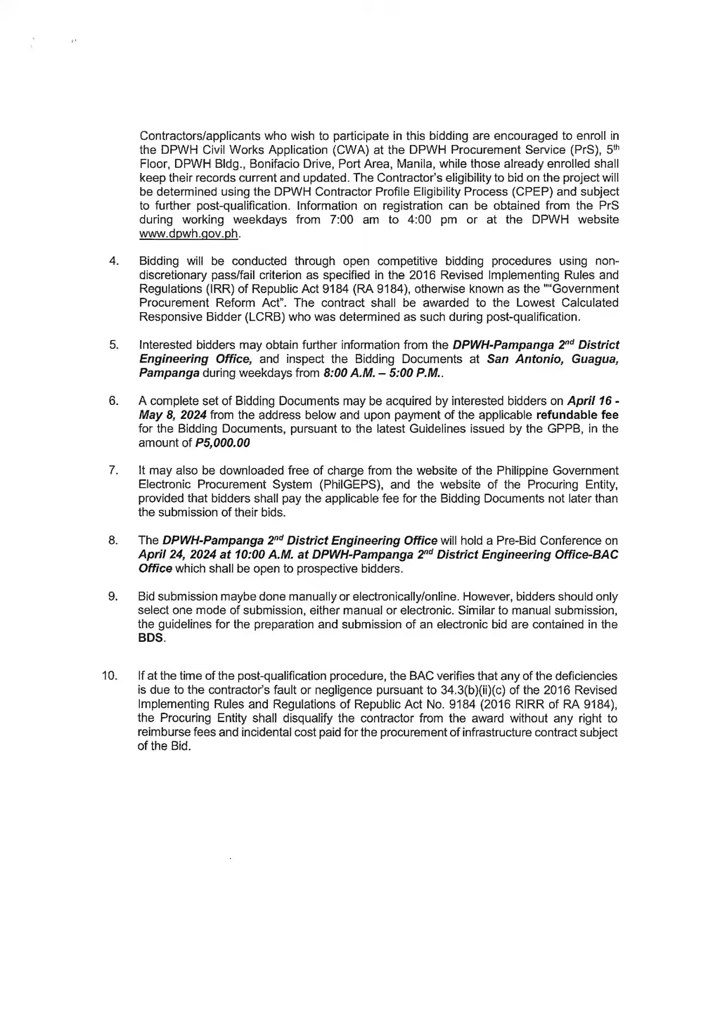 Contractors/applicants who wish to participate in this bidding are encouraged to enroll in
the DPWH Civil Works Application (CWA) at the DPWH Procurement Service (PrS), 5th
Floor, DPWH Bldg., Bonifacio Drive, Port Area, Manila, while those already enrolled shall
keep their records current and updated. The Contractor's eligibility to bid on the project will
be determined using the DPWH Contractor Profile Eligibility Process (CPEP) and subject
to further post-qualification. Information on registration can be obtained from the PrS
during working weekdays from 7:00 am to 4:00 pm or at the DPWH website
www.dpwh.gov.ph.
4. Bidding will be conducted through open competitive bidding procedures using non-
discretionary pass/fail criterion as specified in the 2016 Revised Implementing Rules and
Regulations (IRR) of Republic Act 9184 (RA 9184), otherwise known as the "“Government
Procurement Reform Act”. The contract shall be awarded to the Lowest Calculated
Responsive Bidder (LCRB) who was determined as such during post-qualification.
5. Interested bidders may obtain further information from the DPWH-Pampanga 2nd District
Engineering Office, and inspect the Bidding Documents at San Antonio, Guagua,
Pampanga during weekdays from 8:00 A.M. – 5:00 P.M..
6. A complete set of Bidding Documents may be acquired by interested bidders on April 16 -
May 8, 2024 from the address below and upon payment of the applicable refundable fee
for the Bidding Documents, pursuant to the latest Guidelines issued by the GPPB, in the
amount of P5,000.00
7. It may also be downloaded free of charge from the website of the Philippine Government
Electronic Procurement System (PhilGEPS), and the website of the Procuring Entity,
provided that bidders shall pay the applicable fee for the Bidding Documents not later than
the submission of their bids.
8. The DPWH-Pampanga 2nd District Engineering Office will hold a Pre-Bid Conference on
April 24, 2024 at 10:00 A.M. at DPWH-Pampanga 2nd District Engineering Office-BAC
Office which shall be open to prospective bidders.
9. Bid submission maybe done manually or electronically/online. However, bidders should only
select one mode of submission, either manual or electronic. Similar to manual submission,
the guidelines for the preparation and submission of an electronic bid are contained in the
BDS.
10. If at the time of the post-qualification procedure, the BAC verifies that any of the deficiencies
is due to the contractor's fault or negligence pursuant to 34.3(b)(ii)(c) of the 2016 Revised
Implementing Rules and Regulations of Republic Act No. 9184 (2016 RIRR of RA 9184),
the Procuring Entity shall disqualify the contractor from the award without any right to
reimburse fees and incidental cost paid for the procurement of infrastructure contract subject
of the Bid.